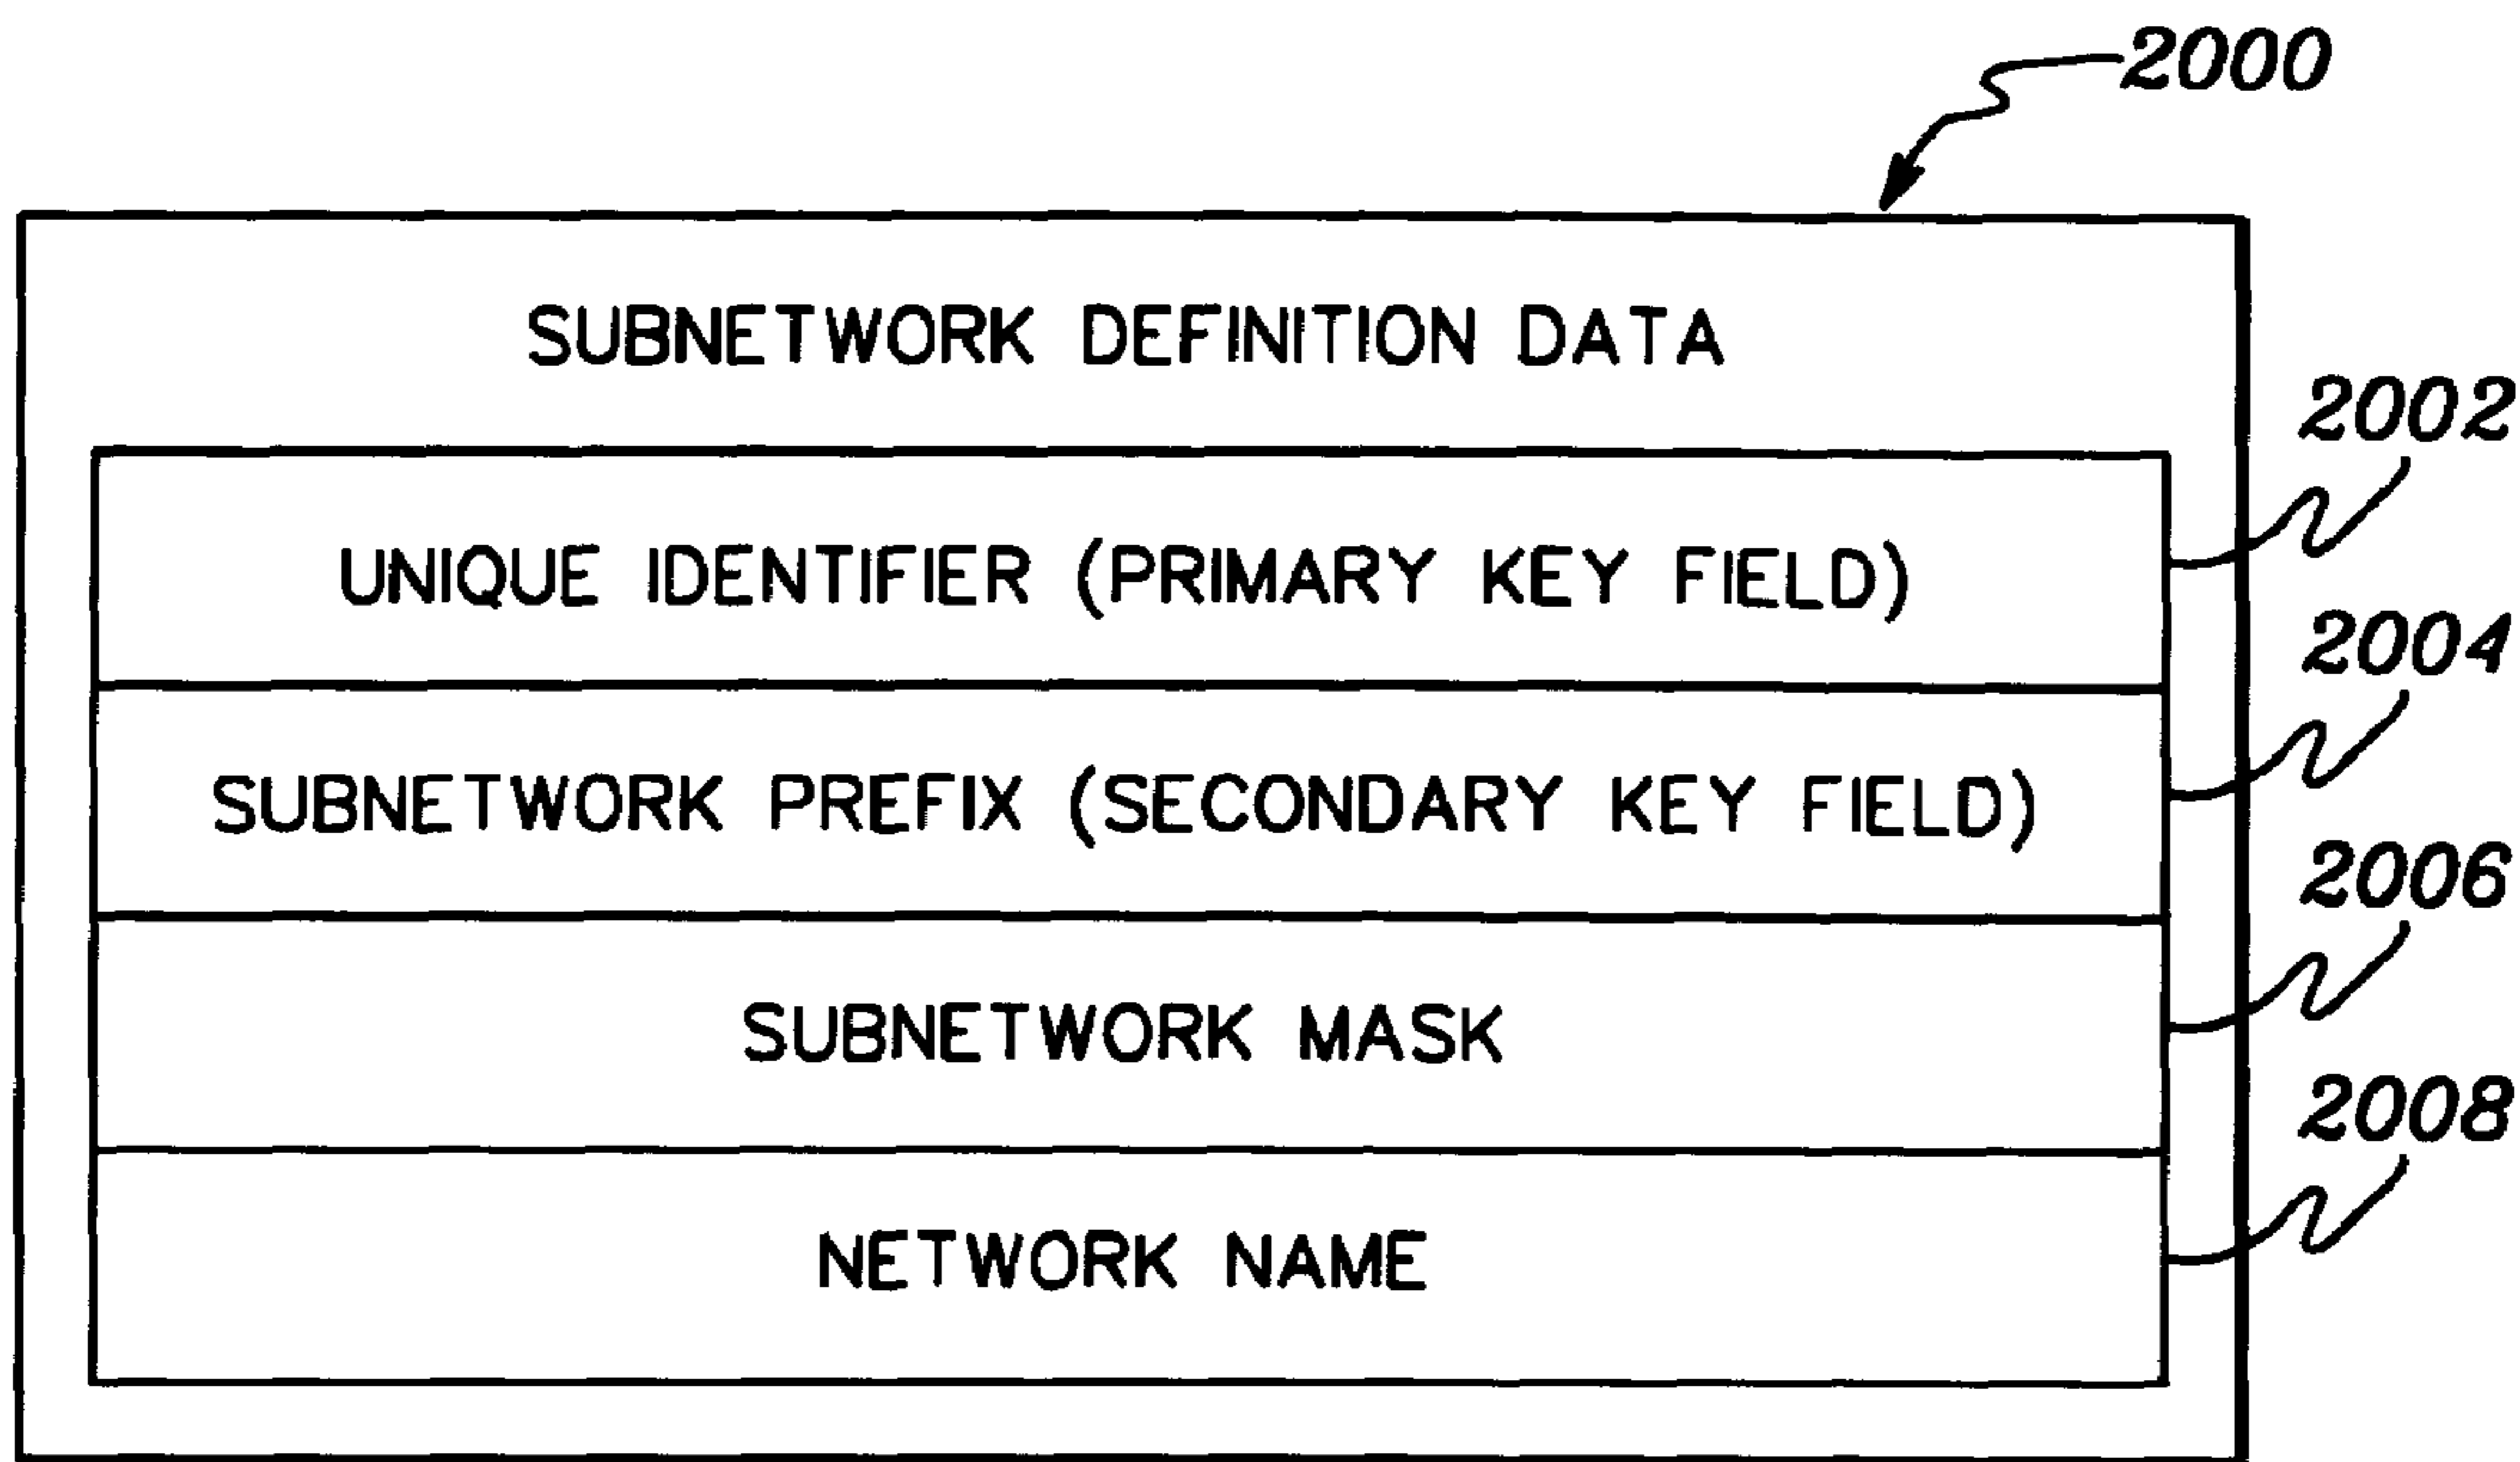 2000
SUBNETWORK DEFINITION DATA
2002
UNIQUE IDENTIFIER (PRIMARY KEY FIELD)
2004
SUBNETWORK PREFIX (SECONDARY KEY FIELD)
2006
SUBNETWORK MASK
2008
NETWORK NAME